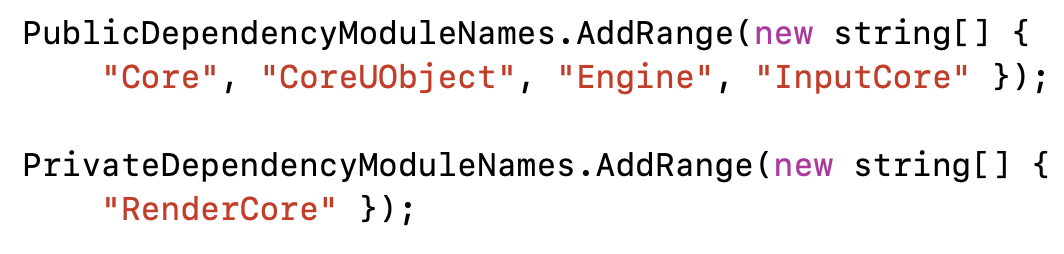 PublicDependencyModuleNames.AddRange(new string[] {
    "Core", "CoreUObject", "Engine", "InputCore" });

PrivateDependencyModuleNames.AddRange(new string[] {
    "RenderCore" });